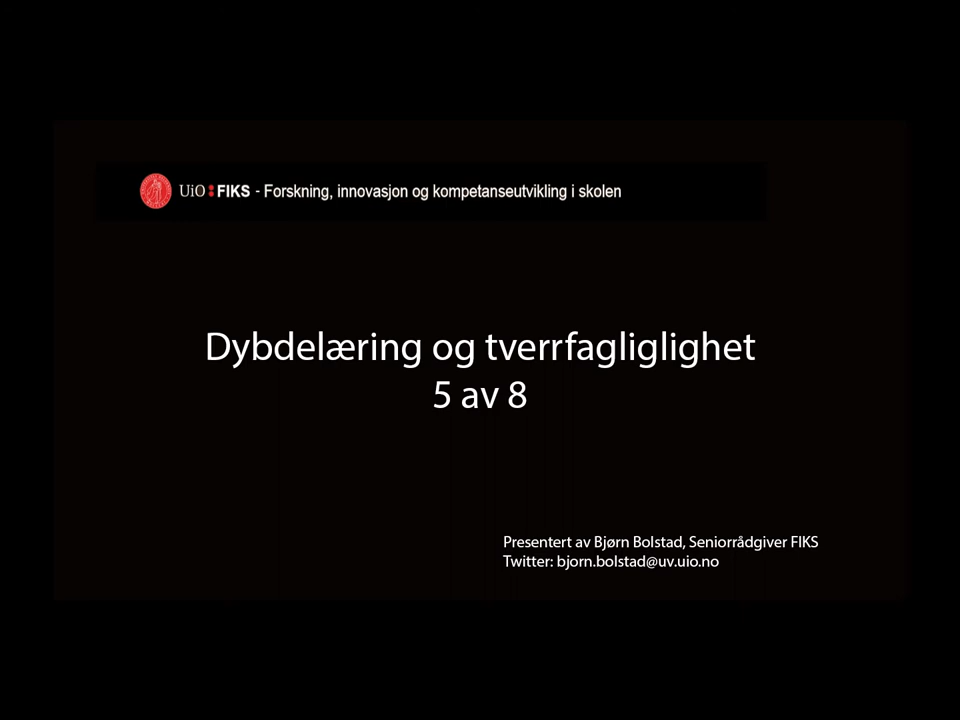 UiO:FIKS - Forskning, innovasjon og kompetanseutvikling i skolen
Dybdelæring og tverrfagliglighet
5 av 8
Presentert av Bjørn Bolstad, Seniorrådgiver FIKS
Twitter: bjorn.bolstad@uv.uio.no